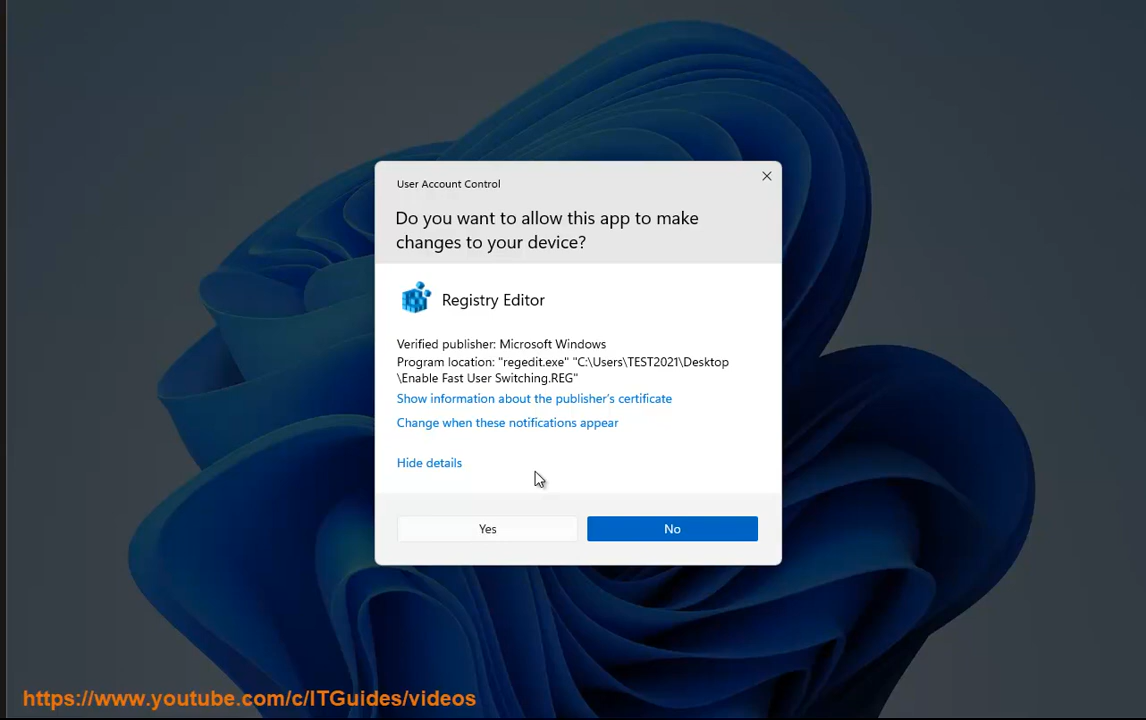 User Account Control
Do you want to allow this app to make
changes to your device?
Registry Editor
Verified publisher: Microsoft Windows
Program location: "regedit.exe" "C:\Users\TEST2021\Desktop
\Enable Fast User Switching.REG"
Show information about the publisher's certificate
Change when these notifications appear
Hide details
Yes
No
https://www.youtube.com/c/ITGuides/videos